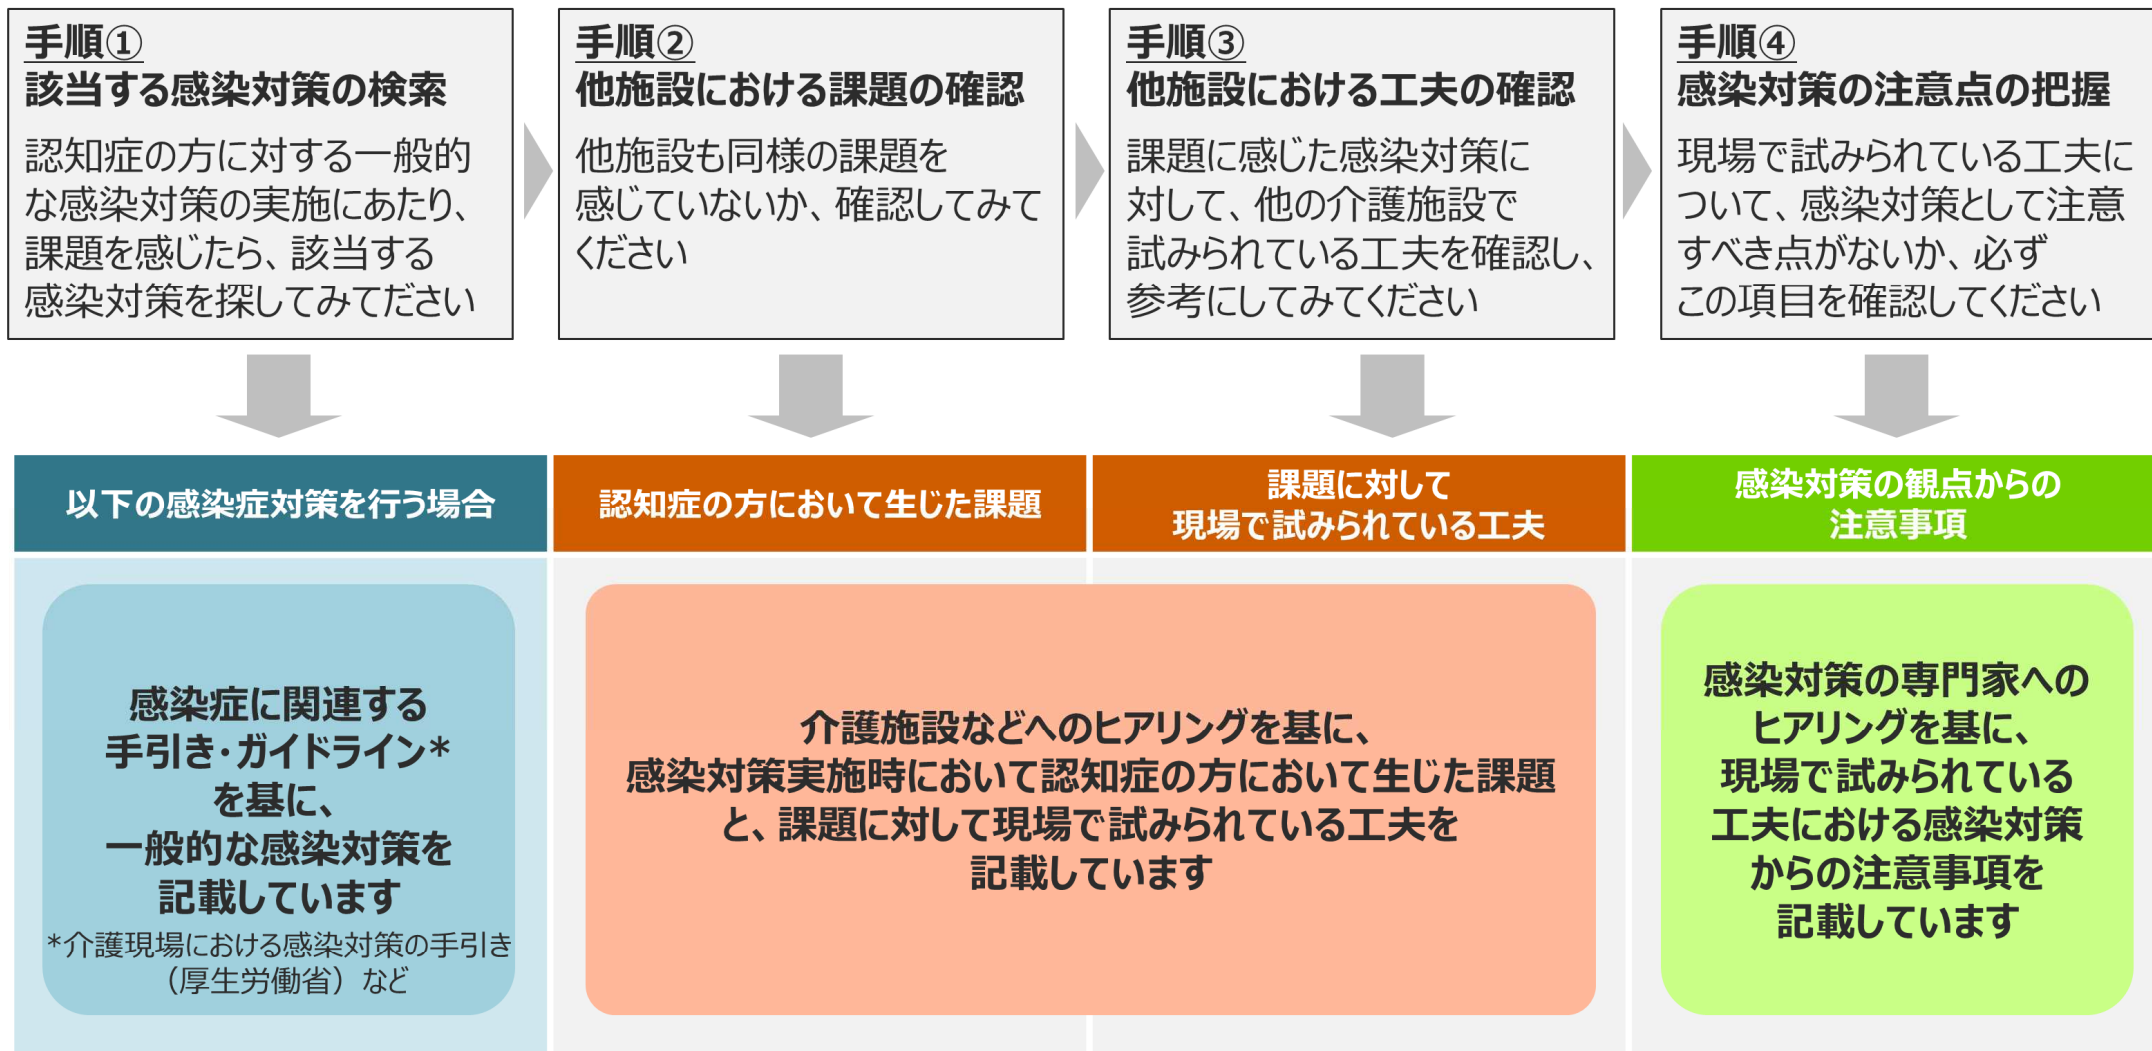 手順①
該当する感染対策の検索
認知症の方に対する一般的
な感染対策の実施にあたり、
課題を感じたら、該当する
感染対策を探してみてださい
手順②
他施設における課題の確認
他施設も同様の課題を
感じていないか、確認してみて
ください
手順③
他施設における工夫の確認
課題に感じた感染対策に
対して、他の介護施設で
試みられている工夫を確認し、
参考にしてみてください
手順④
感染対策の注意点の把握
現場で試みられている工夫に
ついて、感染対策として注意
すべき点がないか、必ず
この項目を確認してください
以下の感染症対策を行う場合
認知症の方において生じた課題
課題に対して
現場で試みられている工夫
感染対策の観点からの
注意事項
感染症に関連する
手引き・ガイドライン*
を基に、
一般的な感染対策を
記載しています
*介護現場における感染対策の手引き
（厚生労働省）など
介護施設などへのヒアリングを基に、
感染対策実施時において認知症の方において生じた課題
と、課題に対して現場で試みられている工夫を
記載しています
感染対策の専門家への
ヒアリングを基に、
現場で試みられている
工夫における感染対策
からの注意事項を
記載しています